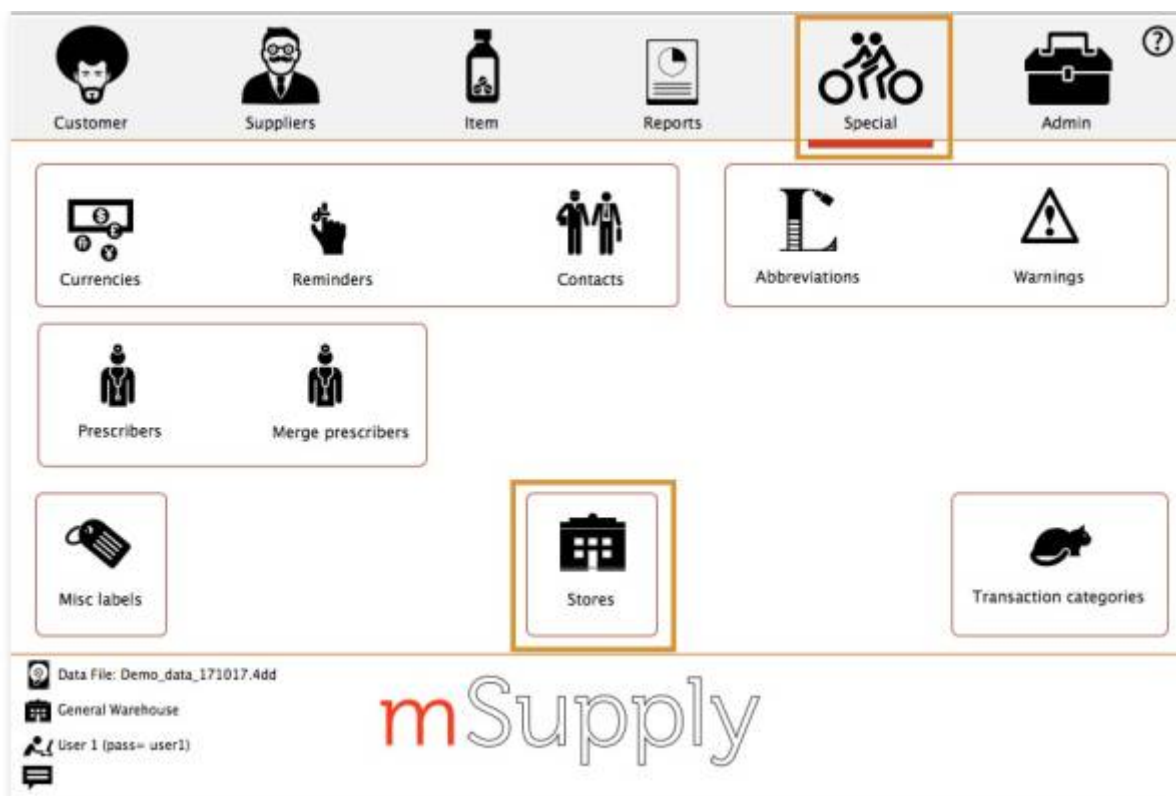 Customer
Suppliers
Item
Reports
Special
Admin
?
Currencies
Reminders
Contacts
Abbreviations
Warnings
Prescribers
Merge prescribers
Misc labels
Stores
Transaction categories
Data File: Demo_data_171017.4dd
General Warehouse
User 1 (pass= user1)
mSupply